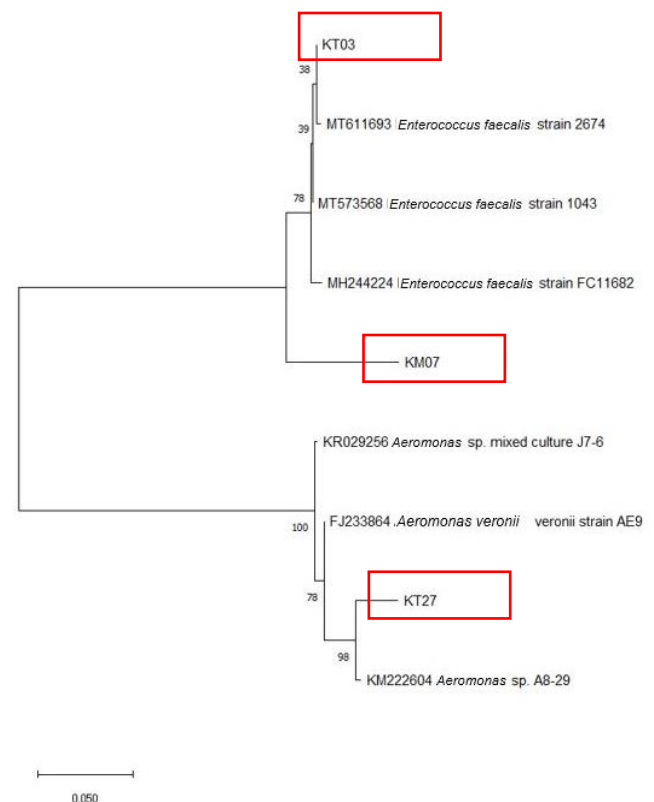 KT03
38
MT611693 Enterococcus faecalis strain 2674
39
78
MT573568 Enterococcus faecalis strain 1043
MH244224 Enterococcus faecalis strain FC11682
KM07
KR029256 Aeromonas sp. mixed culture J7-6
FJ233864 Aeromonas veronii veronii strain AE9
100
78
KT27
98
KM222604 Aeromonas sp. A8-29
0.050